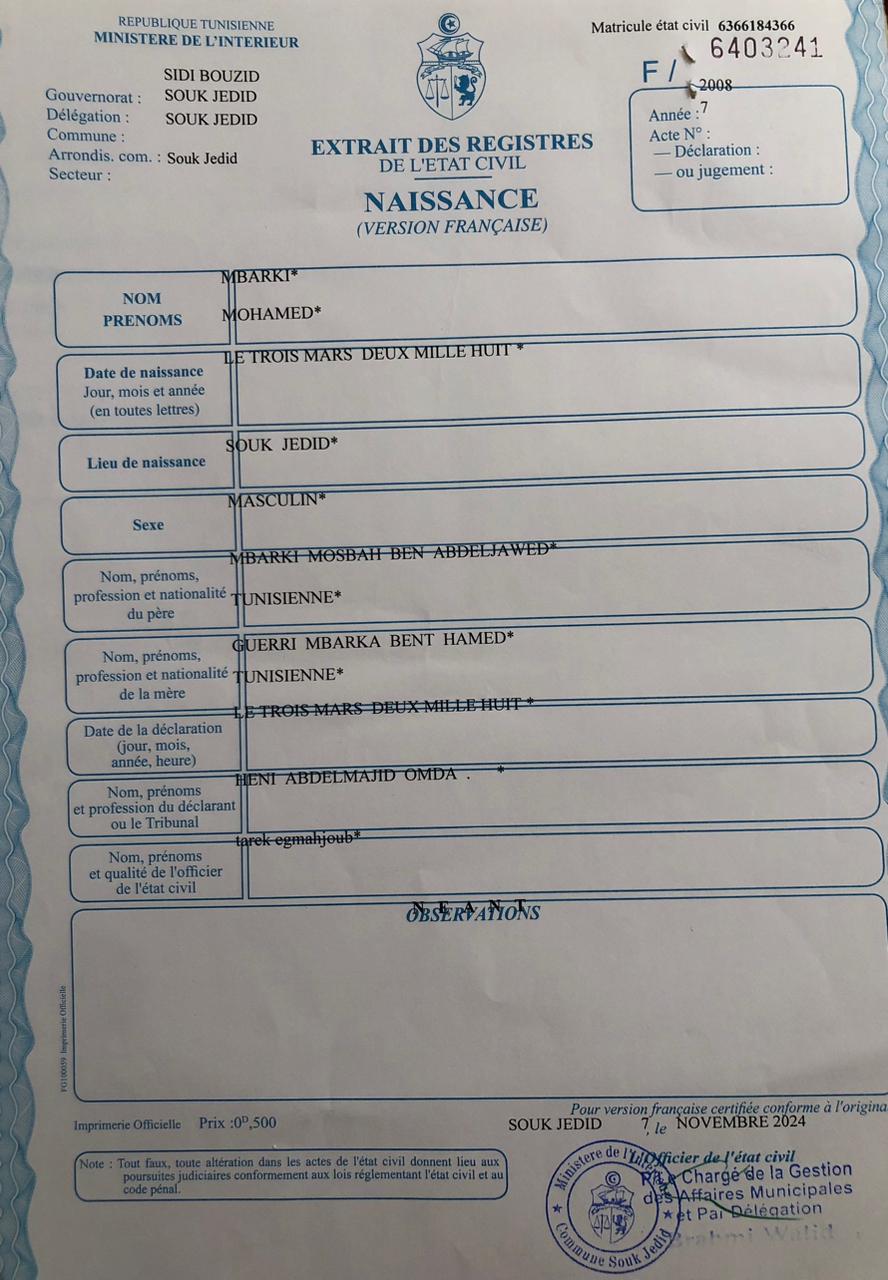 REPUBLIQUE TUNISIENNE
MINISTERE DE L'INTERIEUR
Matricule état civil 6366184366
6403241
F /
SIDI BOUZID
Gouvernorat : SOUK JEDID
Délégation : SOUK JEDID
Commune :
Arrondis. com. : Souk Jedid
Secteur :
2008
Année : 7
Acte N° :
— Déclaration :
— ou jugement :
EXTRAIT DES REGISTRES
DE L'ETAT CIVIL
NAISSANCE
(VERSION FRANÇAISE)
NOM
PRENOMS
MBARKI*
MOHAMED*
Date de naissance
Jour, mois et année
(en toutes lettres)
LE TROIS MARS DEUX MILLE HUIT *
Lieu de naissance
SOUK JEDID*
Sexe
MASCULIN*
Nom, prénoms,
profession et nationalité
du père
MBARKI MOSBAH BEN ABDELJAWED*
TUNISIENNE*
Nom, prénoms,
profession et nationalité
de la mère
GUERRI MBARKA BENT HAMED*
TUNISIENNE*
Date de la déclaration
(jour, mois,
année, heure)
LE TROIS MARS DEUX MILLE HUIT *
Nom, prénoms
et profession du déclarant
ou le Tribunal
HENI ABDELMAJID OMDA . *
Nom, prénoms
et qualité de l'officier
de l'état civil
tarek egmahjoub*
N E A N T
OBSERVATIONS
FG100059 Imprimerie Officielle
Imprimerie Officielle Prix :0ᴰ,500
Pour version française certifiée conforme à l'origina
SOUK JEDID 7, le NOVEMBRE 2024
Note : Tout faux, toute altération dans les actes de l'état civil donnent lieu aux
poursuites judiciaires conformement aux lois réglementant l'état civil et au
code pénal.
L'Officier de l'état civil
Chargé de la Gestion
des Affaires Municipales
et Par Délégation
Brahmi Walid
Ministere de
Commune Souk Jedid